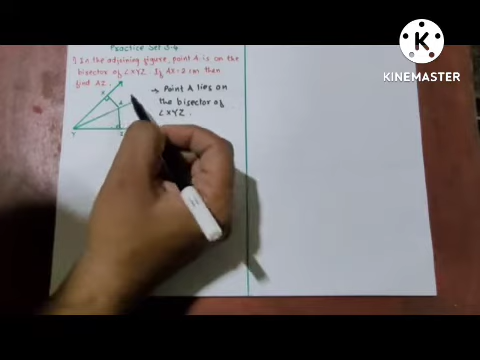 Practice Set 3.4
1) In the adjoining figure, point A is on the
bisector of ∠XYZ. If AX = 2 cm then
find AZ.
→ Point A lies on
the bisector of
∠XYZ.
X
A
Y
Z
K
KINEMASTER